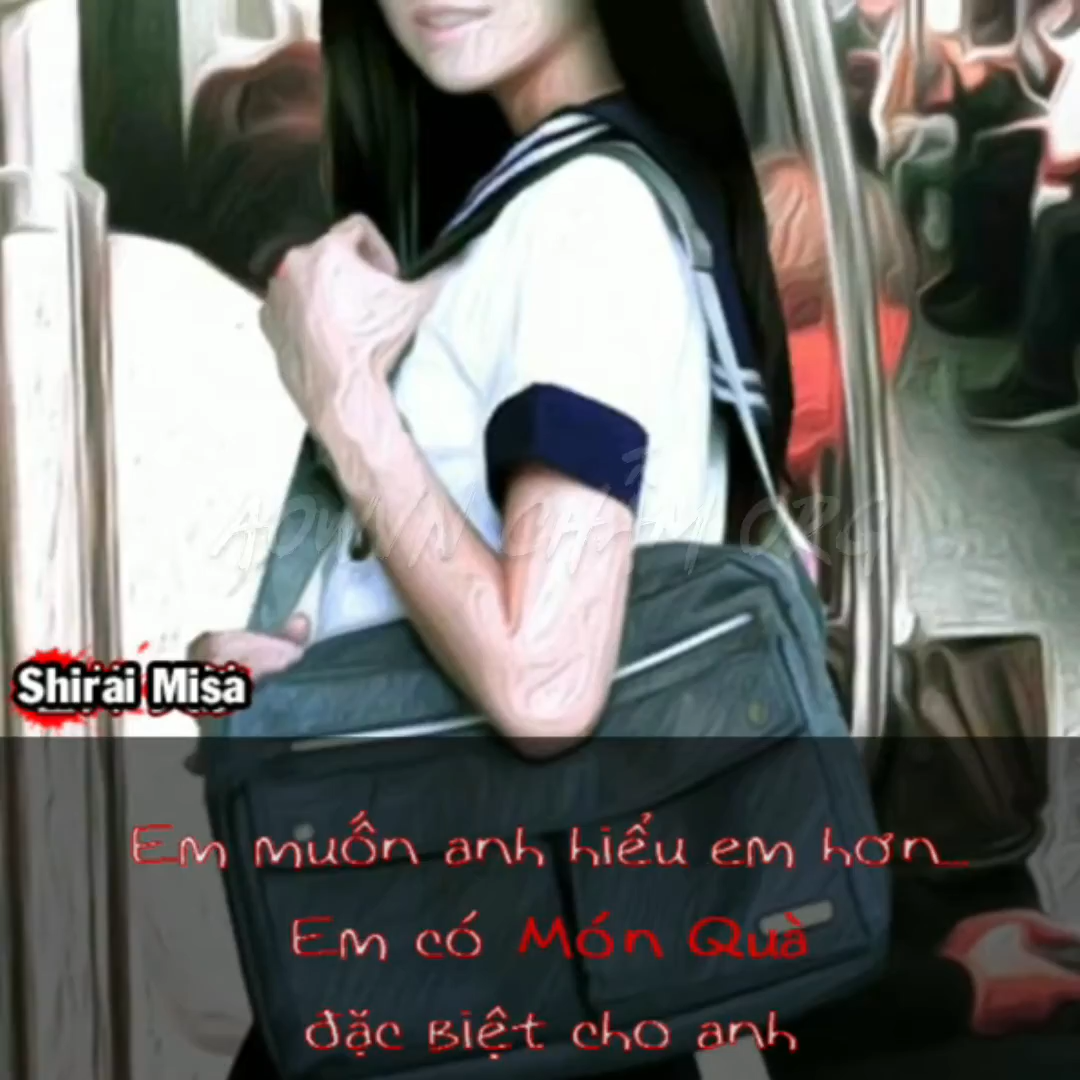 Shirai Misa
Em muốn anh hiểu em hơn
Em có Món Quà
đặc Biệt cho anh